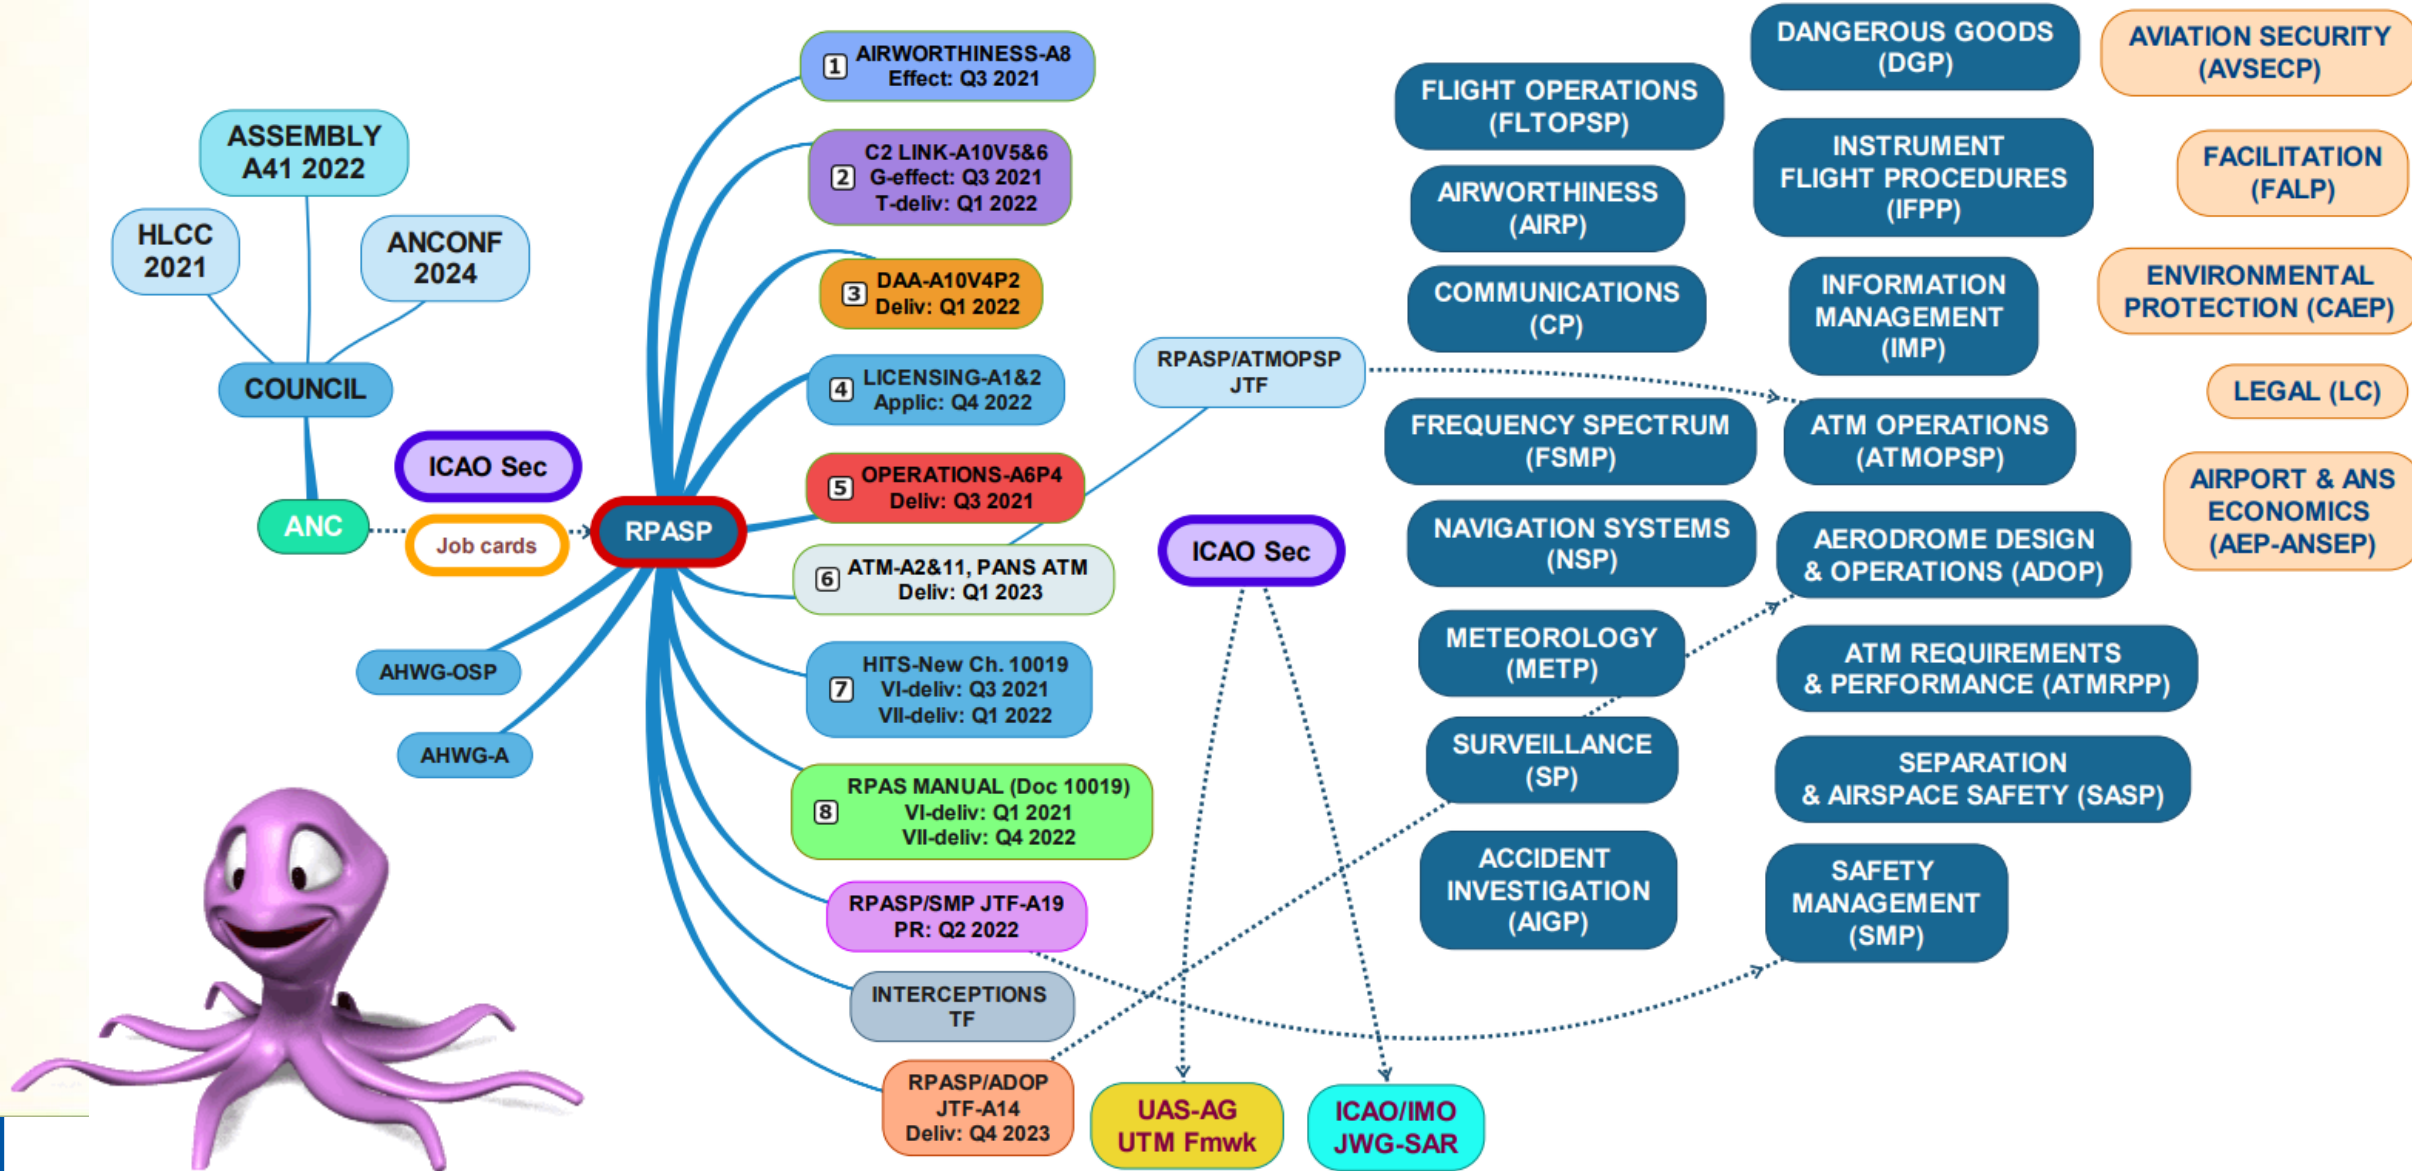 ASSEMBLY
A41 2022
HLCC
2021
ANCONF
2024
COUNCIL
ICAO Sec
ANC
Job cards
RPASP
AHWG-OSP
AHWG-A
1
AIRWORTHINESS-A8
Effect: Q3 2021
2
C2 LINK-A10V5&6
G-effect: Q3 2021
T-deliv: Q1 2022
3
DAA-A10V4P2
Deliv: Q1 2022
4
LICENSING-A1&2
Applic: Q4 2022
5
OPERATIONS-A6P4
Deliv: Q3 2021
6
ATM-A2&11, PANS ATM
Deliv: Q1 2023
7
HITS-New Ch. 10019
VI-deliv: Q3 2021
VII-deliv: Q1 2022
8
RPAS MANUAL (Doc 10019)
VI-deliv: Q1 2021
VII-deliv: Q4 2022
RPASP/SMP JTF-A19
PR: Q2 2022
INTERCEPTIONS
TF
RPASP/ADOP
JTF-A14
Deliv: Q4 2023
RPASP/ATMOPSP
JTF
ICAO Sec
UAS-AG
UTM Fmwk
ICAO/IMO
JWG-SAR
FLIGHT OPERATIONS
(FLTOPSP)
AIRWORTHINESS
(AIRP)
COMMUNICATIONS
(CP)
FREQUENCY SPECTRUM
(FSMP)
NAVIGATION SYSTEMS
(NSP)
METEOROLOGY
(METP)
SURVEILLANCE
(SP)
ACCIDENT
INVESTIGATION
(AIGP)
DANGEROUS GOODS
(DGP)
INSTRUMENT
FLIGHT PROCEDURES
(IFPP)
INFORMATION
MANAGEMENT
(IMP)
ATM OPERATIONS
(ATMOPSP)
AERODROME DESIGN
& OPERATIONS (ADOP)
ATM REQUIREMENTS
& PERFORMANCE (ATMRPP)
SEPARATION
& AIRSPACE SAFETY (SASP)
SAFETY
MANAGEMENT
(SMP)
AVIATION SECURITY
(AVSECP)
FACILITATION
(FALP)
ENVIRONMENTAL
PROTECTION (CAEP)
LEGAL (LC)
AIRPORT & ANS
ECONOMICS
(AEP-ANSEP)